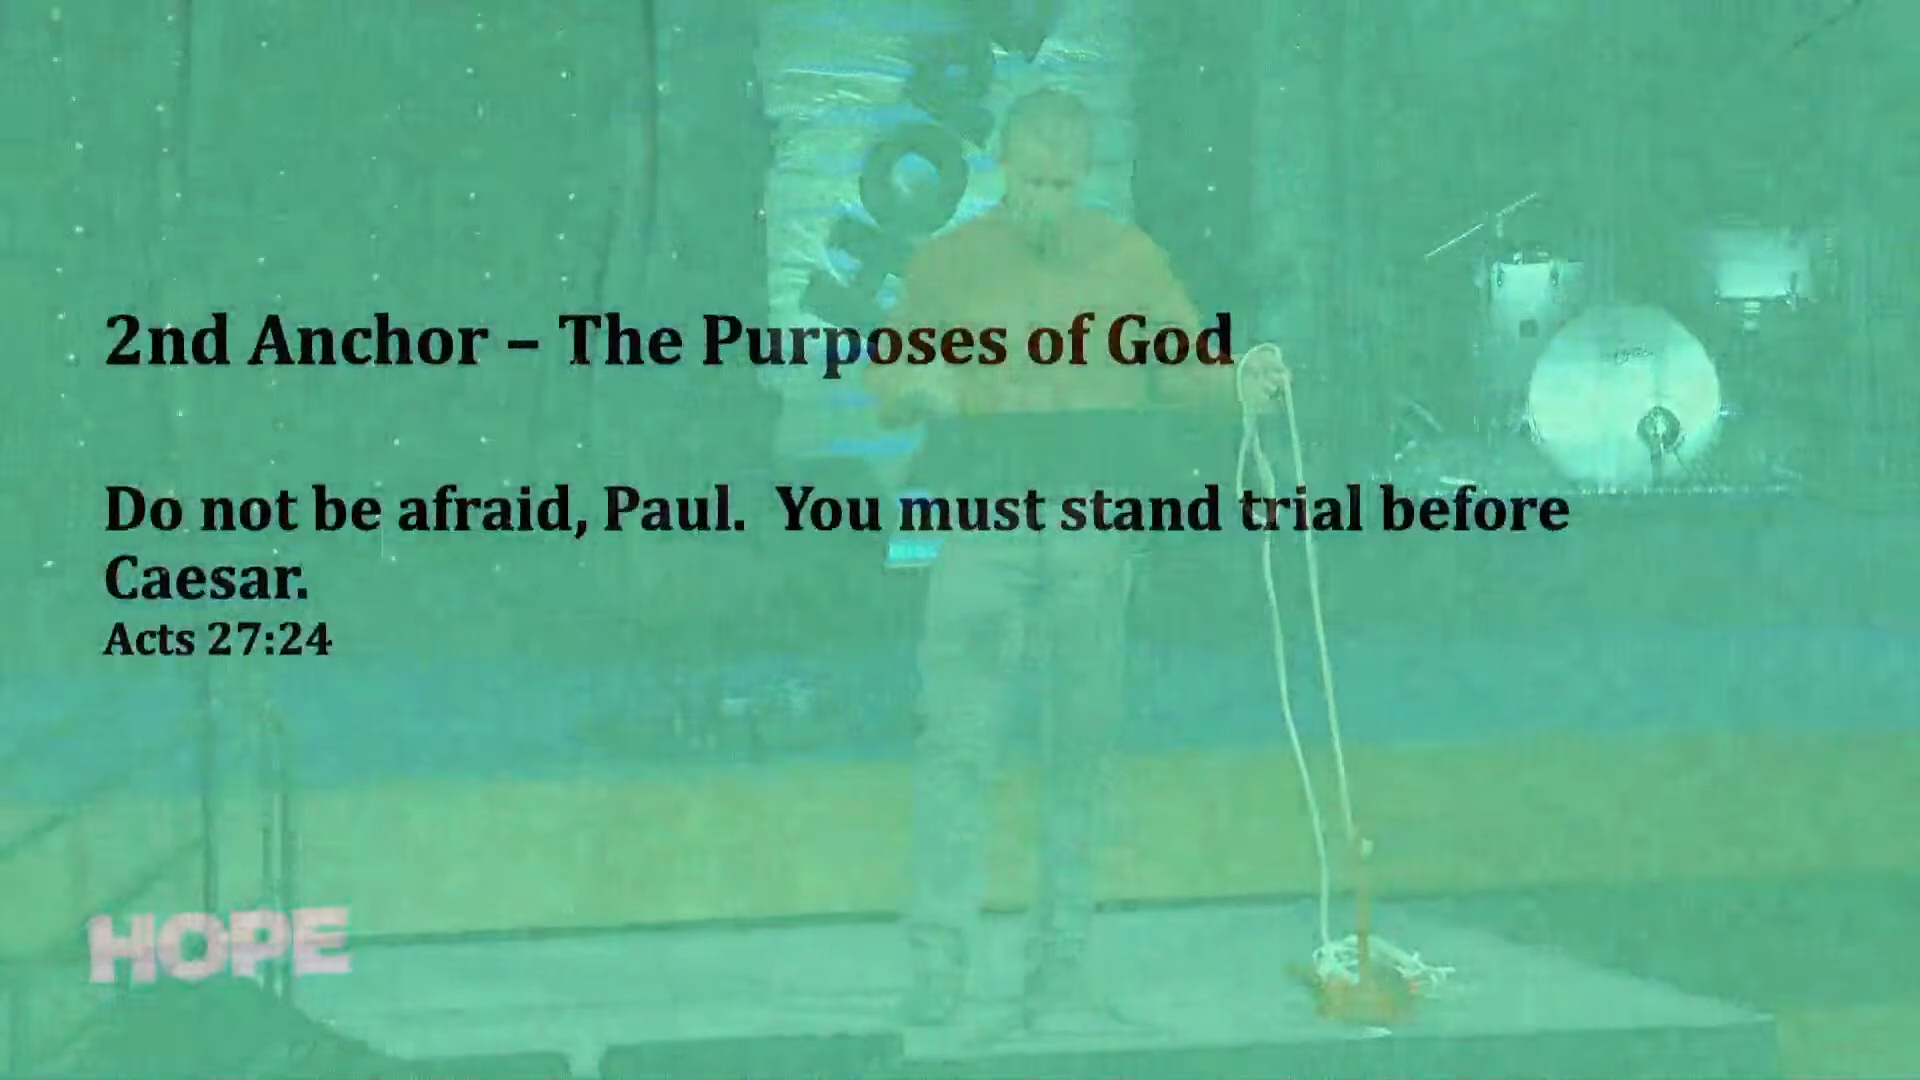 2nd Anchor – The Purposes of God
Do not be afraid, Paul.  You must stand trial before
Caesar.
Acts 27:24
HOPE